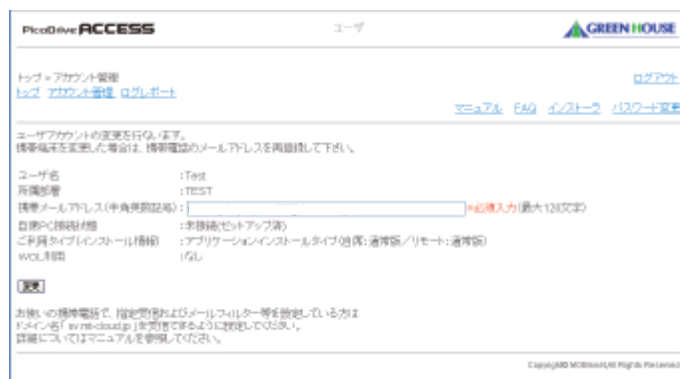 PicoDrive ACCESS
ユーザ
GREEN HOUSE
トップ > アカウント管理
ログアウト
トップ アカウント管理 ログレポート
マニュアル FAQ インストーラ パスワード変更
ユーザアカウントの変更を行ないます。
携帯端末を変更した場合は、携帯電話のメールアドレスを再登録して下さい。
ユーザ名 :Test
所属部署 :TEST
携帯メールアドレス(半角英数記号) : ※必須入力(最大128文字)
自席PC接続状態 :未接続(セットアップ済)
ご利用タイプ(インストール情報) :アプリケーションインストールタイプ(自席:通常版/リモート:通常版)
WOL利用 :なし
変更
お使いの携帯電話で、指定受信およびメールフィルター等を設定している方は
ドメイン名「 」を受信できるように設定してください。
詳細についてはマニュアルを参照してください。
Copyright© All Rights Reserved